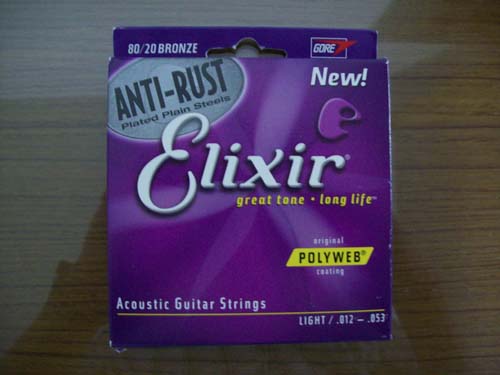 80/20 BRONZE
GORE
ANTI-RUST
Plated Plain Steels
New!
Elixir®
great tone • long life™
original
POLYWEB®
coating
Acoustic Guitar Strings
LIGHT / .012 – .053